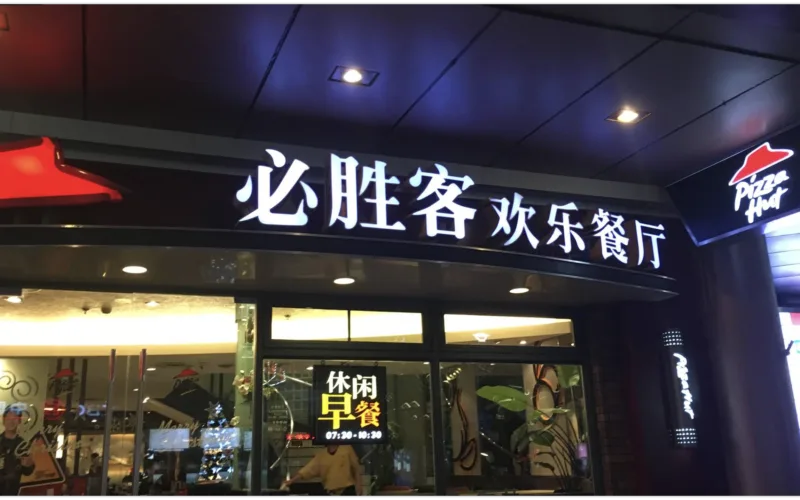 必胜客 欢乐餐厅
Pizza
Hut
休闲
早餐
07:30-10:30
Pizza Hut
Merry